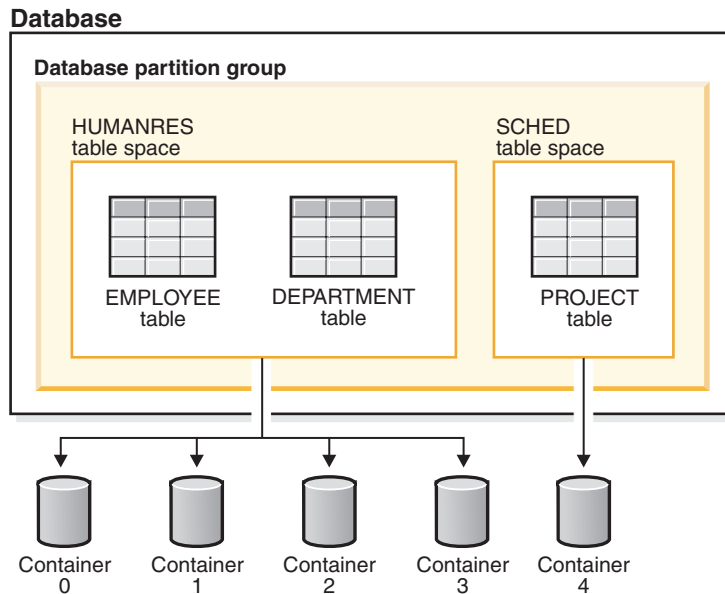 Database
Database partition group
HUMANRES
table space
SCHED
table space
EMPLOYEE
table
DEPARTMENT
table
PROJECT
table
Container
0
Container
1
Container
2
Container
3
Container
4